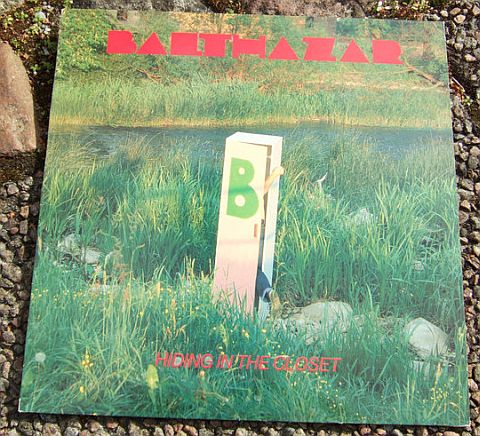 BALTHAZAR
B
HIDING IN THE CLOSET